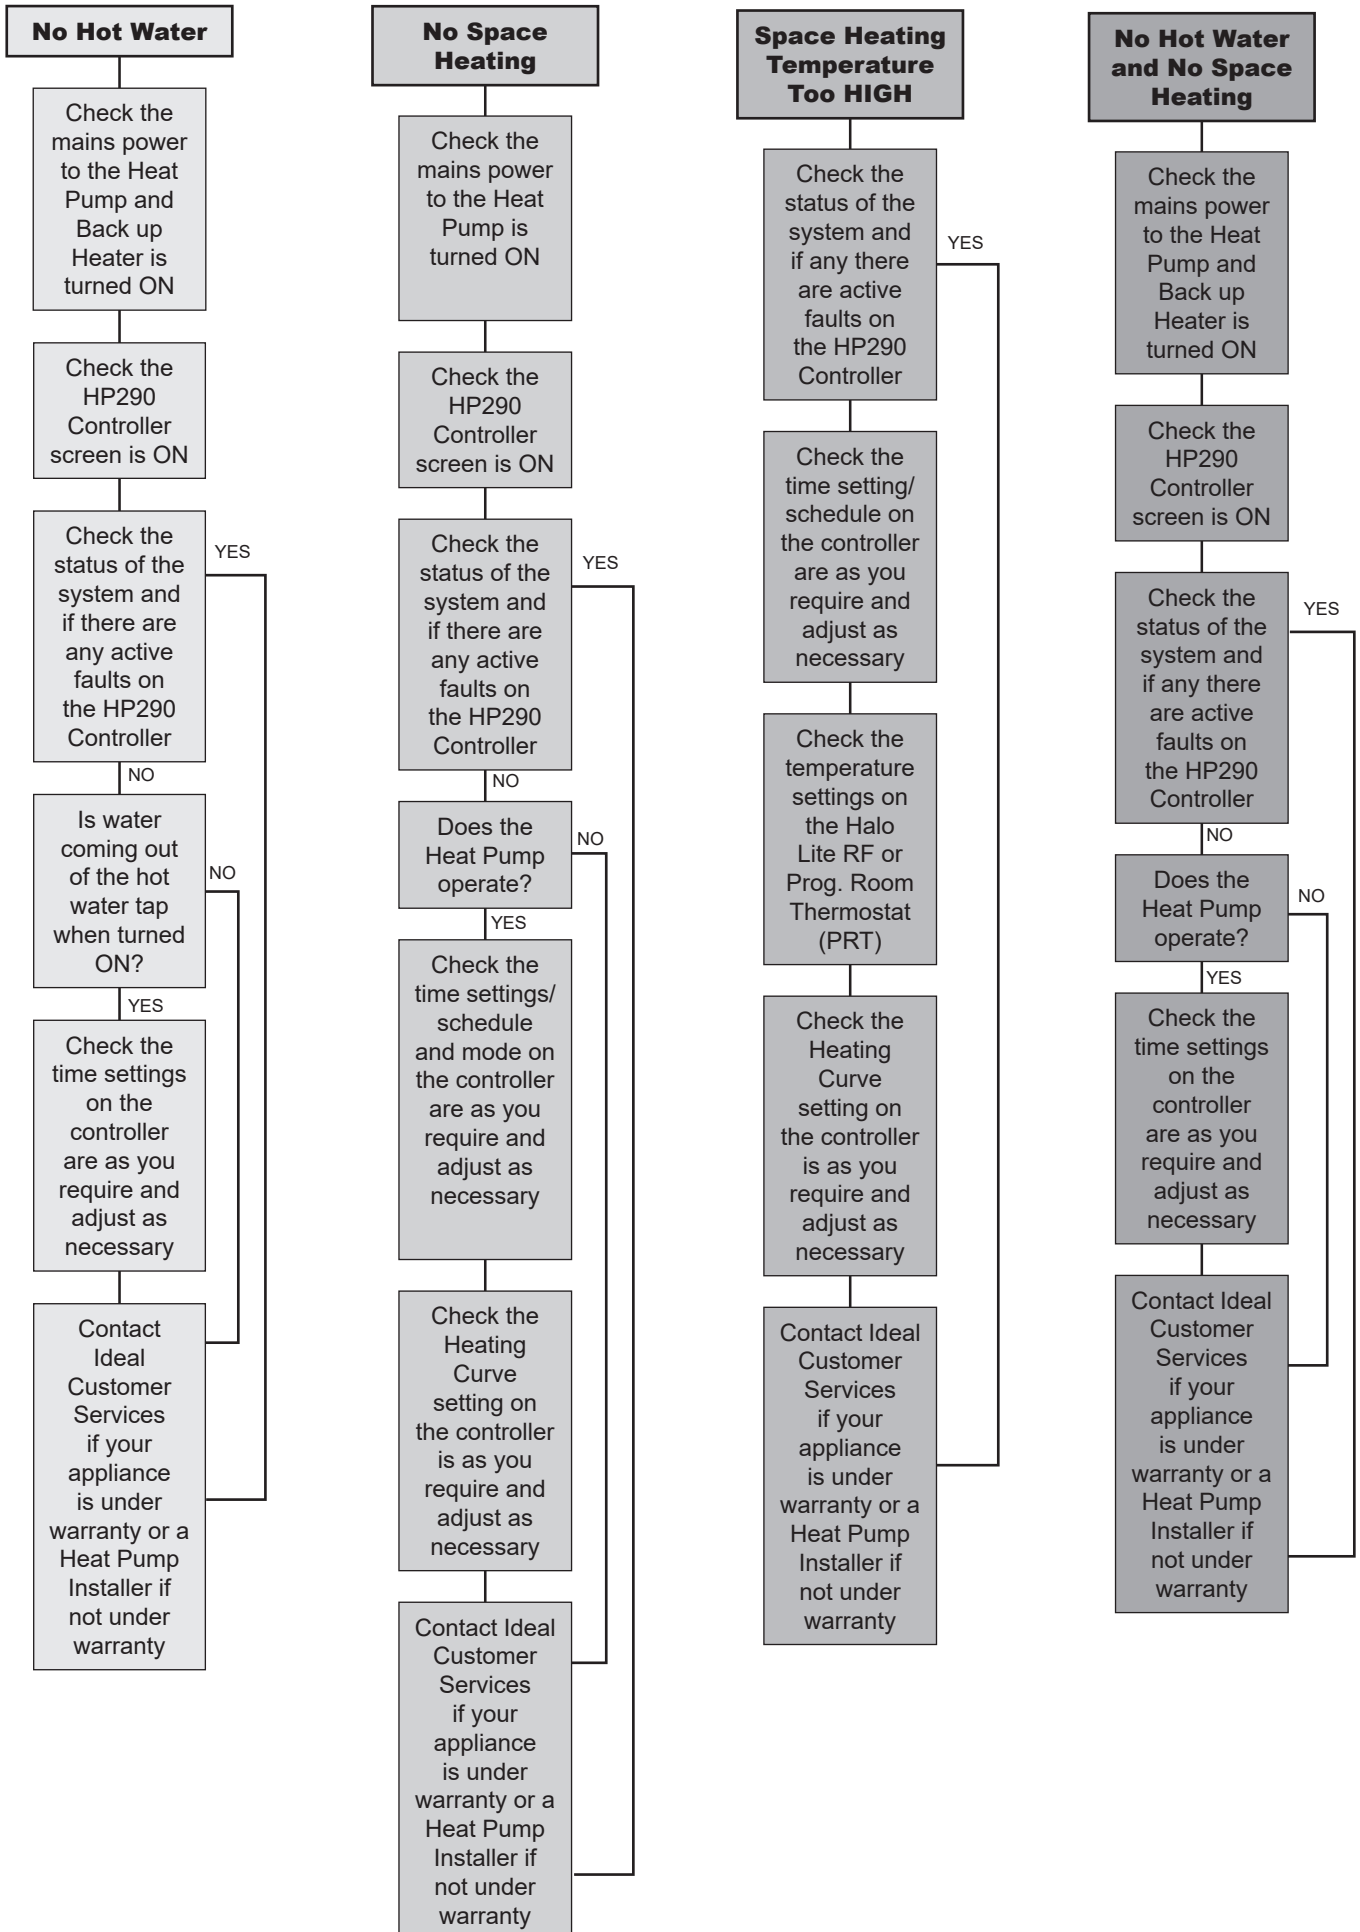 No Hot Water
Check the
mains power
to the Heat
Pump and
Back up
Heater is
turned ON
Check the
HP290
Controller
screen is ON
Check the
status of the
system and
if there are
any active
faults on
the HP290
Controller
YES
NO
Is water
coming out
of the hot
water tap
when turned
ON?
NO
YES
Check the
time settings
on the
controller
are as you
require and
adjust as
necessary
Contact
Ideal
Customer
Services
if your
appliance
is under
warranty or a
Heat Pump
Installer if
not under
warranty
No Space
Heating
Check the
mains power
to the Heat
Pump is
turned ON
Check the
HP290
Controller
screen is ON
Check the
status of the
system and
if there are
any active
faults on
the HP290
Controller
YES
NO
Does the
Heat Pump
operate?
NO
YES
Check the
time settings/
schedule
and mode on
the controller
are as you
require and
adjust as
necessary
Check the
Heating
Curve
setting on
the controller
is as you
require and
adjust as
necessary
Contact Ideal
Customer
Services
if your
appliance
is under
warranty or a
Heat Pump
Installer if
not under
warranty
Space Heating
Temperature
Too HIGH
Check the
status of the
system and
if any there
are active
faults on
the HP290
Controller
YES
Check the
time setting/
schedule on
the controller
are as you
require and
adjust as
necessary
Check the
temperature
settings on
the Halo
Lite RF or
Prog. Room
Thermostat
(PRT)
Check the
Heating
Curve
setting on
the controller
is as you
require and
adjust as
necessary
Contact Ideal
Customer
Services
if your
appliance
is under
warranty or a
Heat Pump
Installer if
not under
warranty
No Hot Water
and No Space
Heating
Check the
mains power
to the Heat
Pump and
Back up
Heater is
turned ON
Check the
HP290
Controller
screen is ON
Check the
status of the
system and
if any there
are active
faults on
the HP290
Controller
YES
NO
Does the
Heat Pump
operate?
NO
YES
Check the
time settings
on the
controller
are as you
require and
adjust as
necessary
Contact Ideal
Customer
Services
if your
appliance
is under
warranty or a
Heat Pump
Installer if
not under
warranty